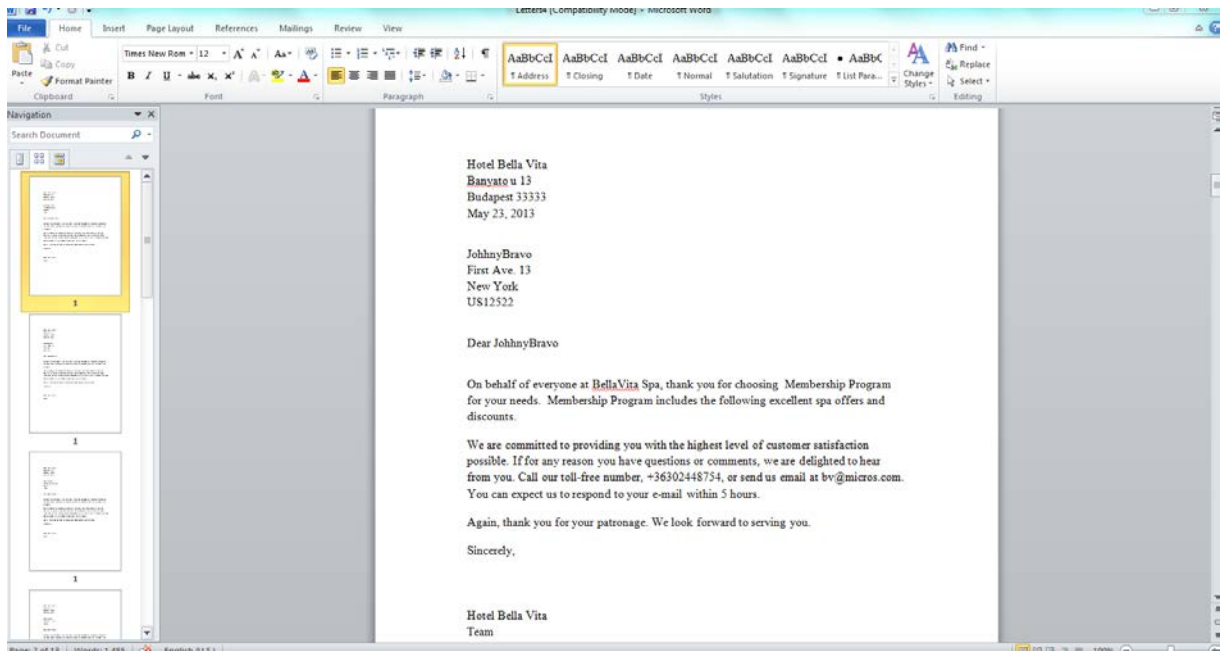 Letters4 [Compatibility Mode] - Microsoft Word
File Home Insert Page Layout References Mailings Review View
Cut
Copy
Format Painter
Paste
Clipboard
Times New Rom 12
Font
Paragraph
AaBbCcI AaBbCcI AaBbCcI AaBbCcI AaBbCcI AaBbCcI • AaBbC
¶ Address ¶ Closing ¶ Date ¶ Normal ¶ Salutation ¶ Signature ¶ List Para...
Styles
Change Styles
Find
Replace
Select
Editing
Navigation
Search Document
1
1
1
Hotel Bella Vita
Banyato u 13
Budapest 33333
May 23, 2013
JohhnyBravo
First Ave. 13
New York
US12522
Dear JohhnyBravo
On behalf of everyone at BellaVita Spa, thank you for choosing Membership Program
for your needs. Membership Program includes the following excellent spa offers and
discounts.
We are committed to providing you with the highest level of customer satisfaction
possible. If for any reason you have questions or comments, we are delighted to hear
from you. Call our toll-free number, +36302448754, or send us email at bv@micros.com.
You can expect us to respond to your e-mail within 5 hours.
Again, thank you for your patronage. We look forward to serving you.
Sincerely,
Hotel Bella Vita
Team
English (U.S.) 100%